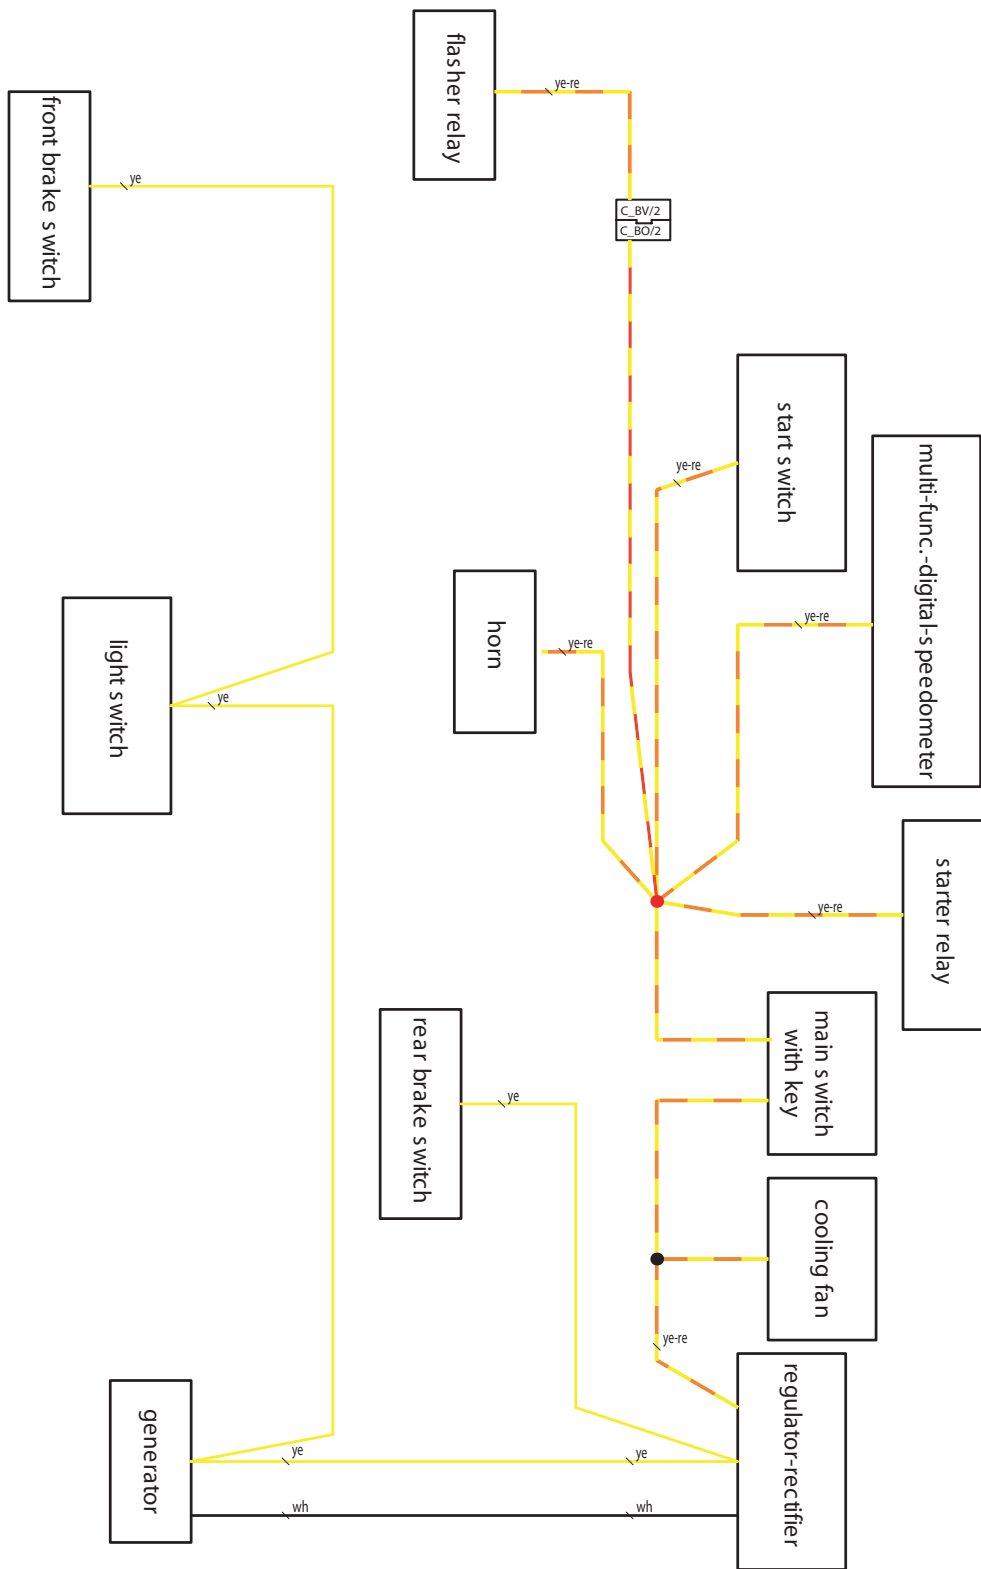 flasher relay
ye-re
front brake switch
ye
C_BV/2
C_BO/2
start switch
ye-re
multi-func.-digital-speedometer
ye-re
horn
ye-re
light switch
ye
starter relay
ye-re
main switch
with key
rear brake switch
ye
cooling fan
ye-re
regulator-rectifier
generator
ye
ye
wh
wh